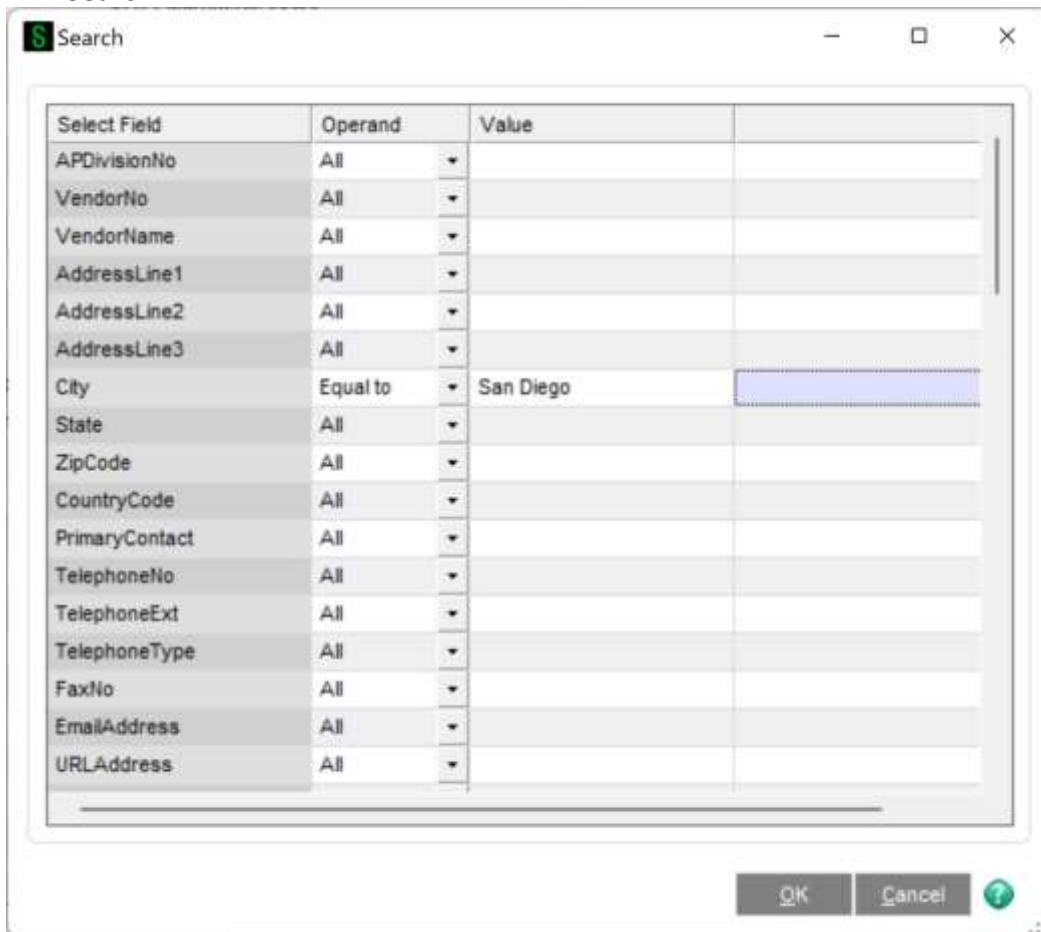 S Search
Select Field Operand Value
APDivisionNo All
VendorNo All
VendorName All
AddressLine1 All
AddressLine2 All
AddressLine3 All
City Equal to San Diego
State All
ZipCode All
CountryCode All
PrimaryContact All
TelephoneNo All
TelephoneExt All
TelephoneType All
FaxNo All
EmailAddress All
URLAddress All
OK Cancel ?